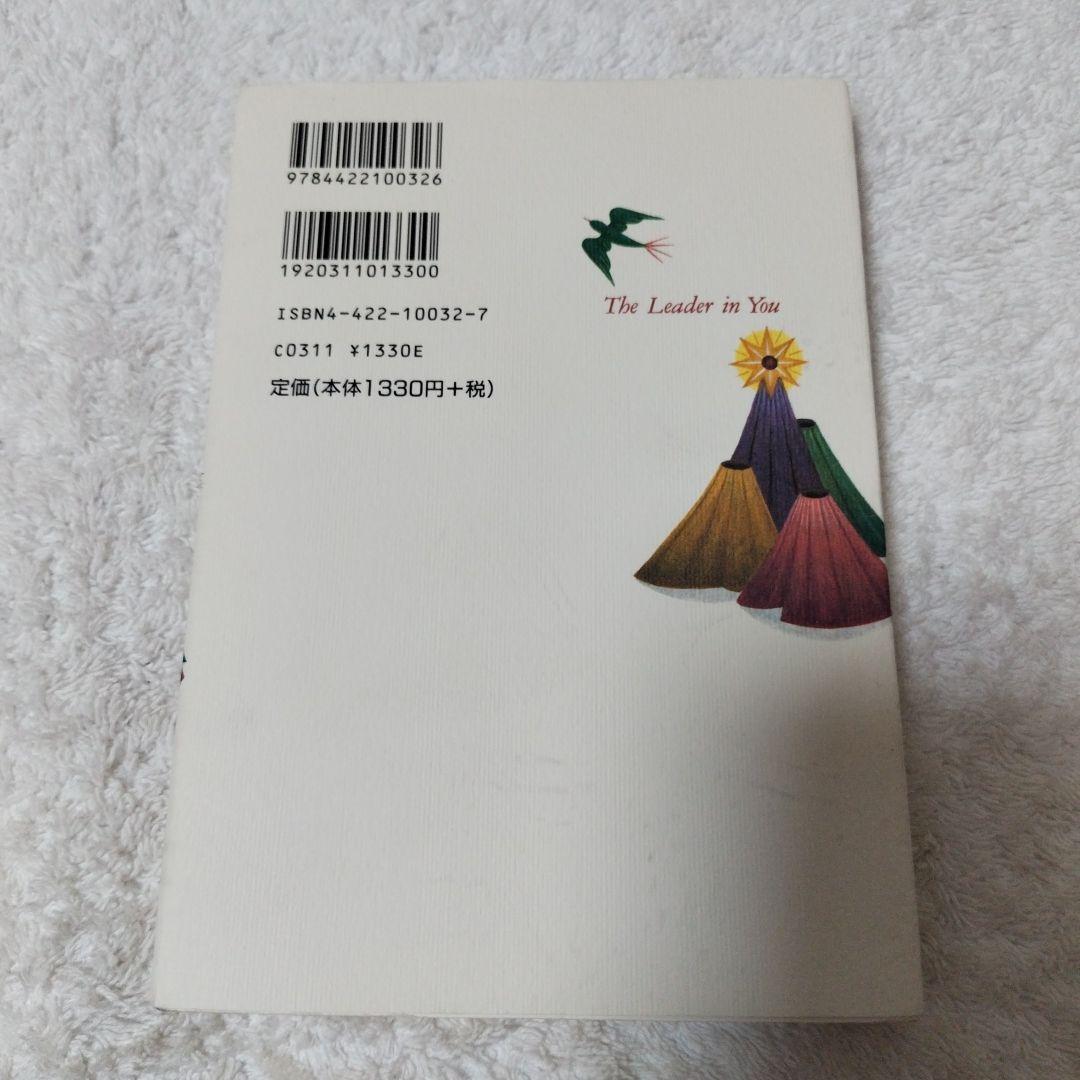 9784422100326
1920311013300
ISBN4-422-10032-7
C0311 ¥1330E
定価(本体1330円+税)
The Leader in You